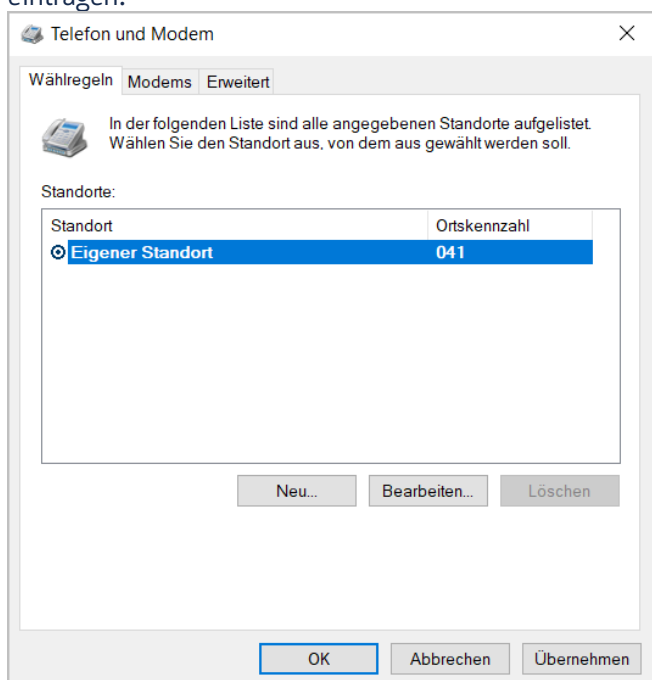 eintragen.
Telefon und Modem
Wählregeln Modems Erweitert
In der folgenden Liste sind alle angegebenen Standorte aufgelistet.
Wählen Sie den Standort aus, von dem aus gewählt werden soll.
Standorte:
Standort Ortskennzahl
Eigener Standort 041
Neu... Bearbeiten... Löschen
OK Abbrechen Übernehmen